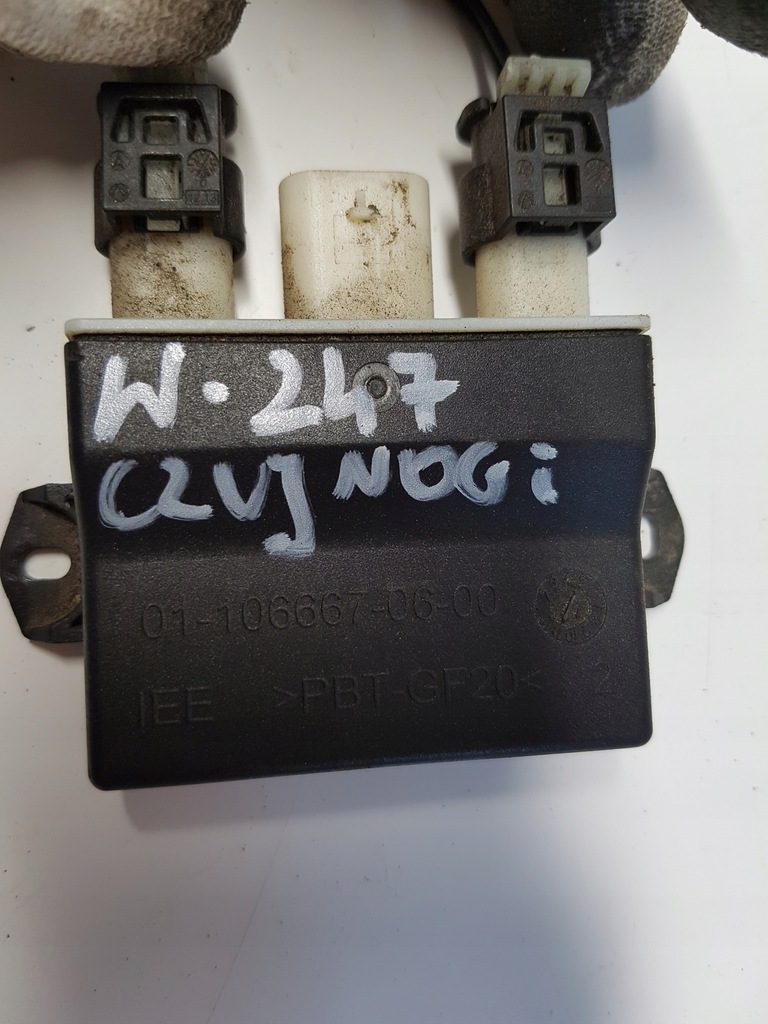 W. 247
CZUJ NOGi
01-106667-06-00
IEE >PBT-GF20< 2